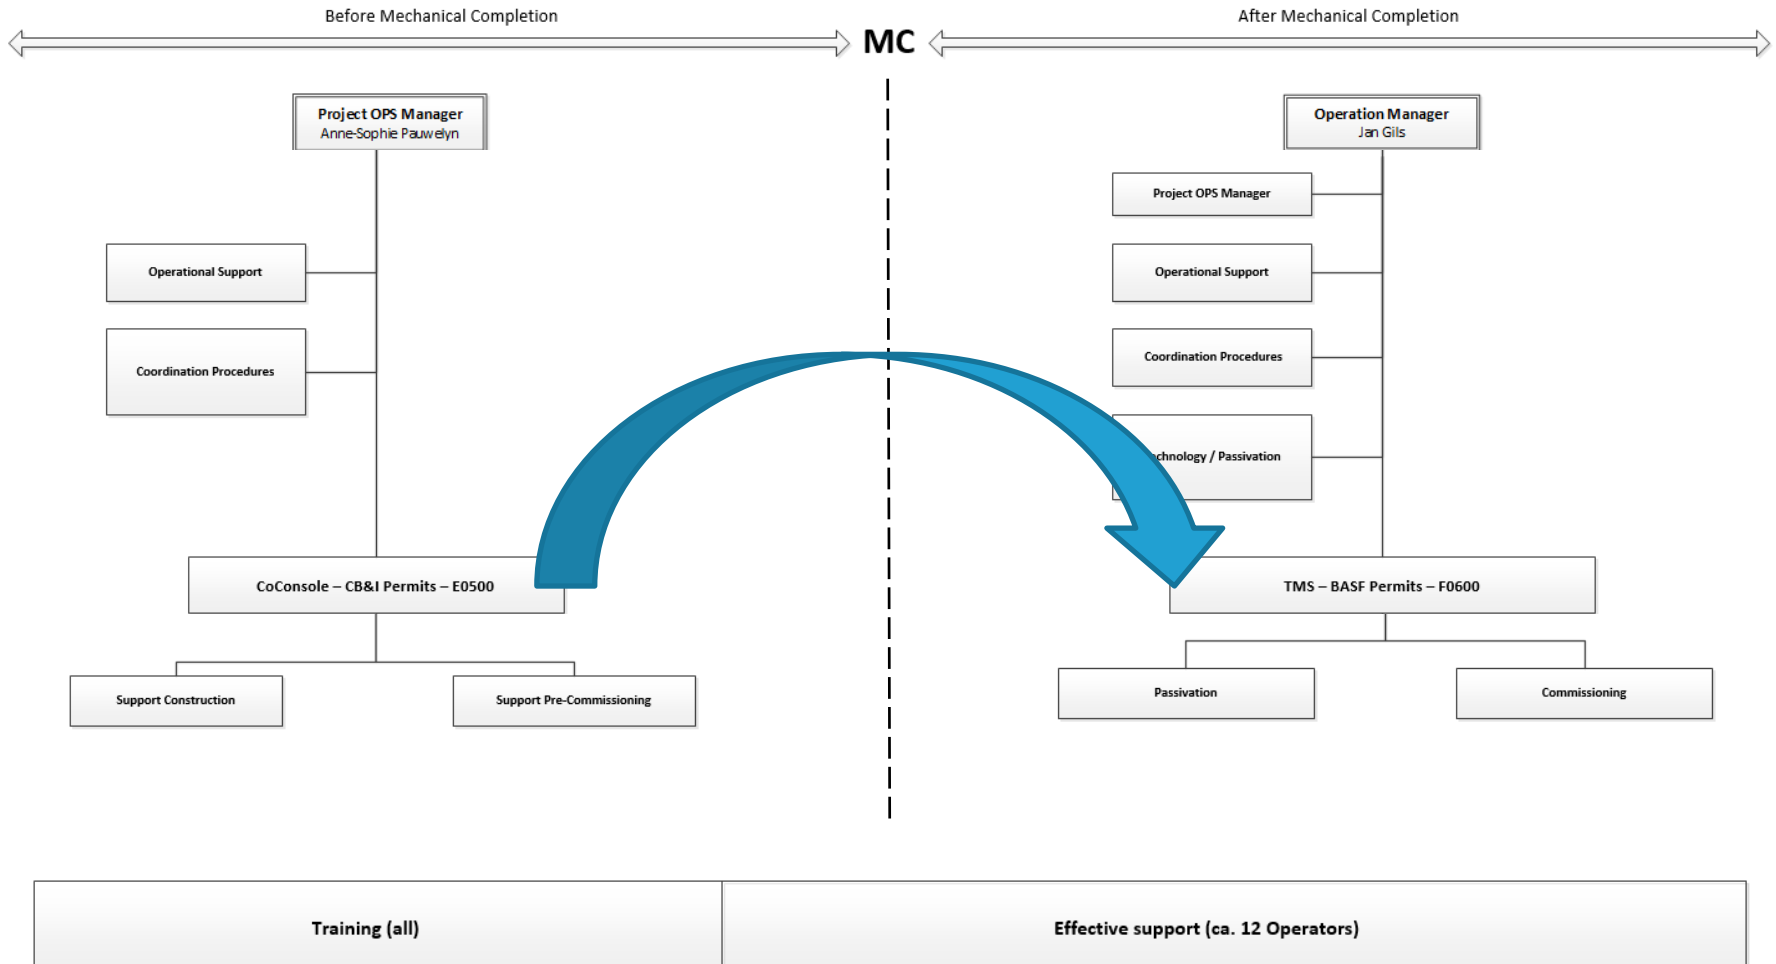 Before Mechanical Completion
After Mechanical Completion
MC
Project OPS Manager
Anne-Sophie Pauwelyn
Operational Support
Coordination Procedures
CoConsole – CB&I Permits – E0500
Support Construction
Support Pre-Commissioning
Operation Manager
Jan Gils
Project OPS Manager
Operational Support
Coordination Procedures
/ Passivation
TMS – BASF Permits – F0600
Passivation
Commissioning
Training (all)
Effective support (ca. 12 Operators)